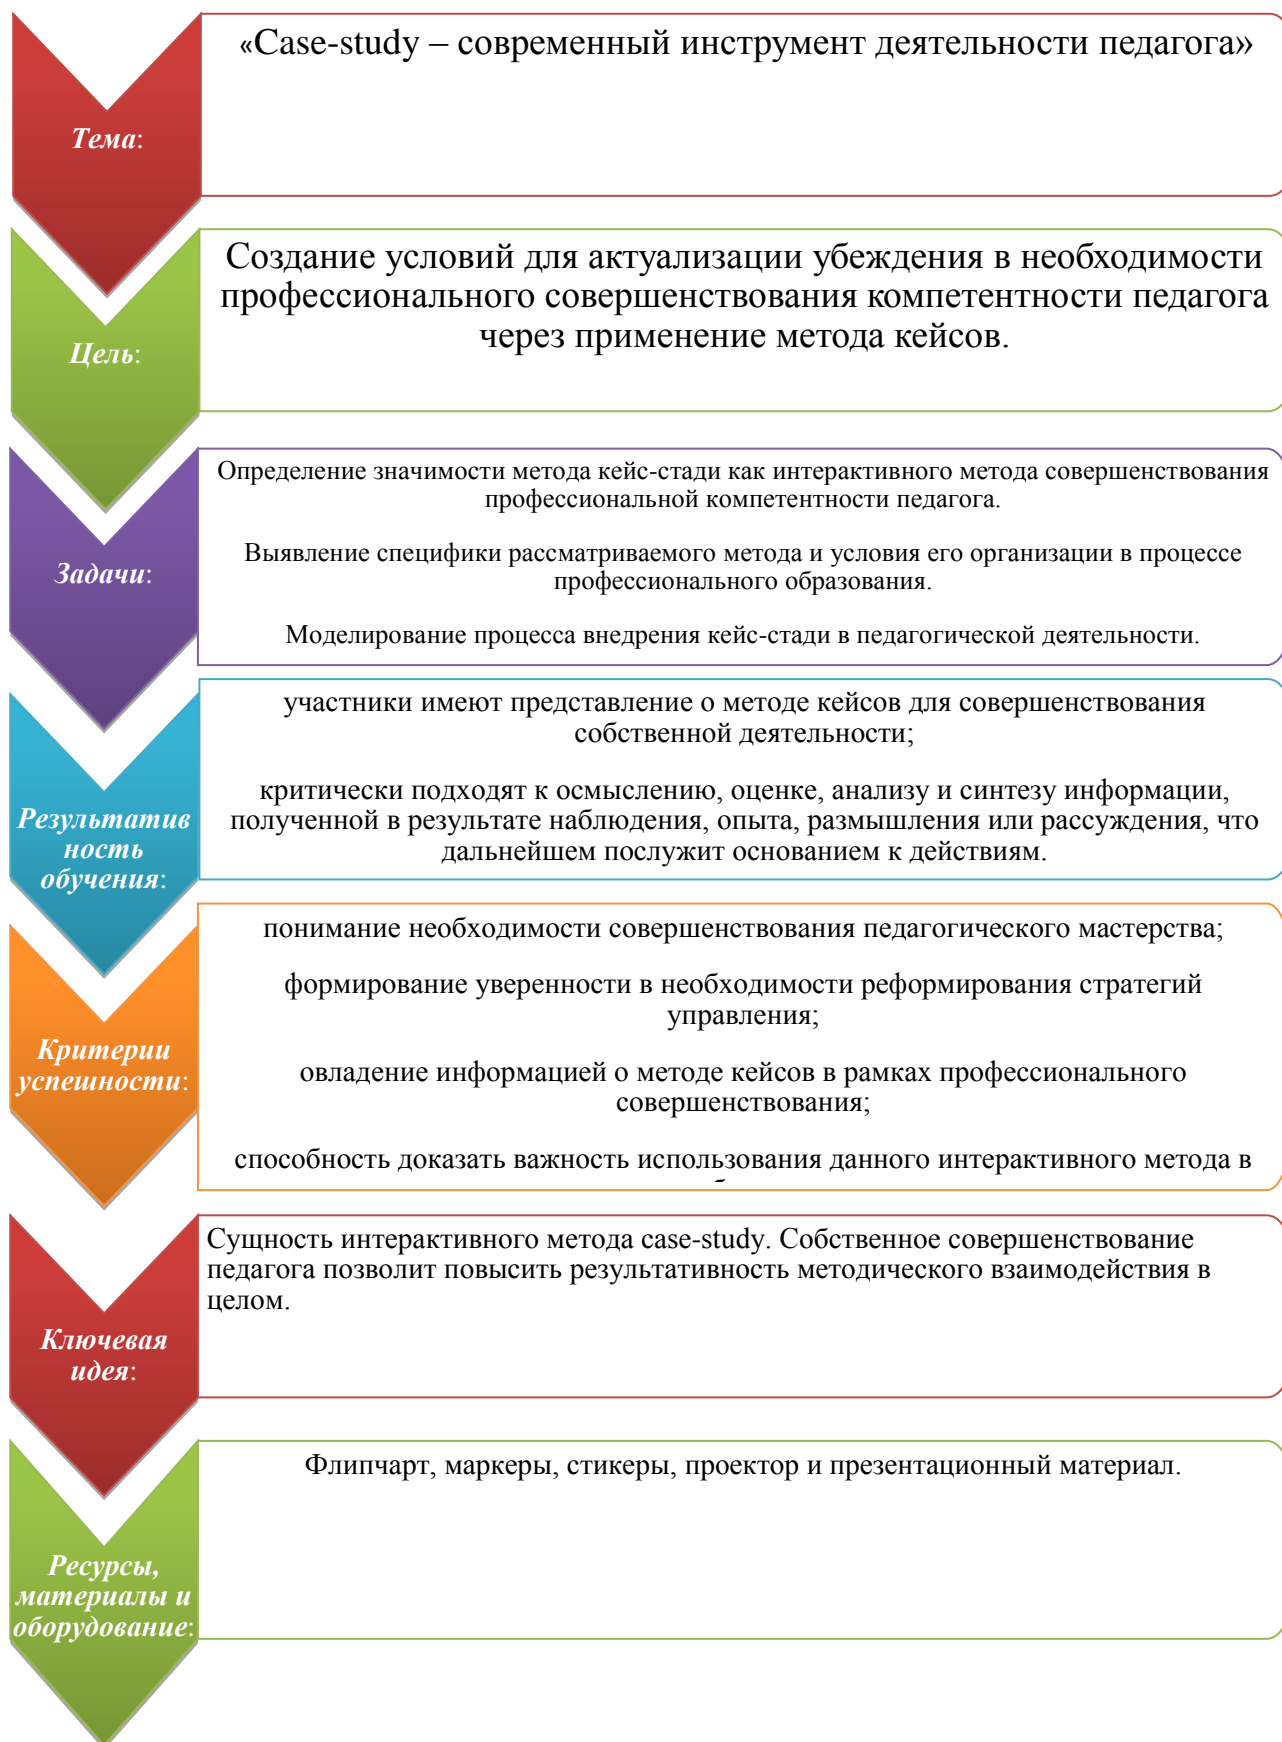 «Case-study – современный инструмент деятельности педагога»
Тема:
Создание условий для актуализации убеждения в необходимости
профессионального совершенствования компетентности педагога
через применение метода кейсов.
Цель:
Определение значимости метода кейс-стади как интерактивного метода совершенствования
профессиональной компетентности педагога.
Выявление специфики рассматриваемого метода и условия его организации в процессе
профессионального образования.
Моделирование процесса внедрения кейс-стади в педагогической деятельности.
Задачи:
участники имеют представление о методе кейсов для совершенствования
собственной деятельности;
критически подходят к осмыслению, оценке, анализу и синтезу информации,
полученной в результате наблюдения, опыта, размышления или рассуждения, что
дальнейшем послужит основанием к действиям.
Результатив
ность
обучения:
понимание необходимости совершенствования педагогического мастерства;
формирование уверенности в необходимости реформирования стратегий
управления;
овладение информацией о методе кейсов в рамках профессионального
совершенствования;
способность доказать важность использования данного интерактивного метода в
Критерии
успешности:
Сущность интерактивного метода case-study. Собственное совершенствование
педагога позволит повысить результативность методического взаимодействия в
целом.
Ключевая
идея:
Флипчарт, маркеры, стикеры, проектор и презентационный материал.
Ресурсы,
материалы и
оборудование: